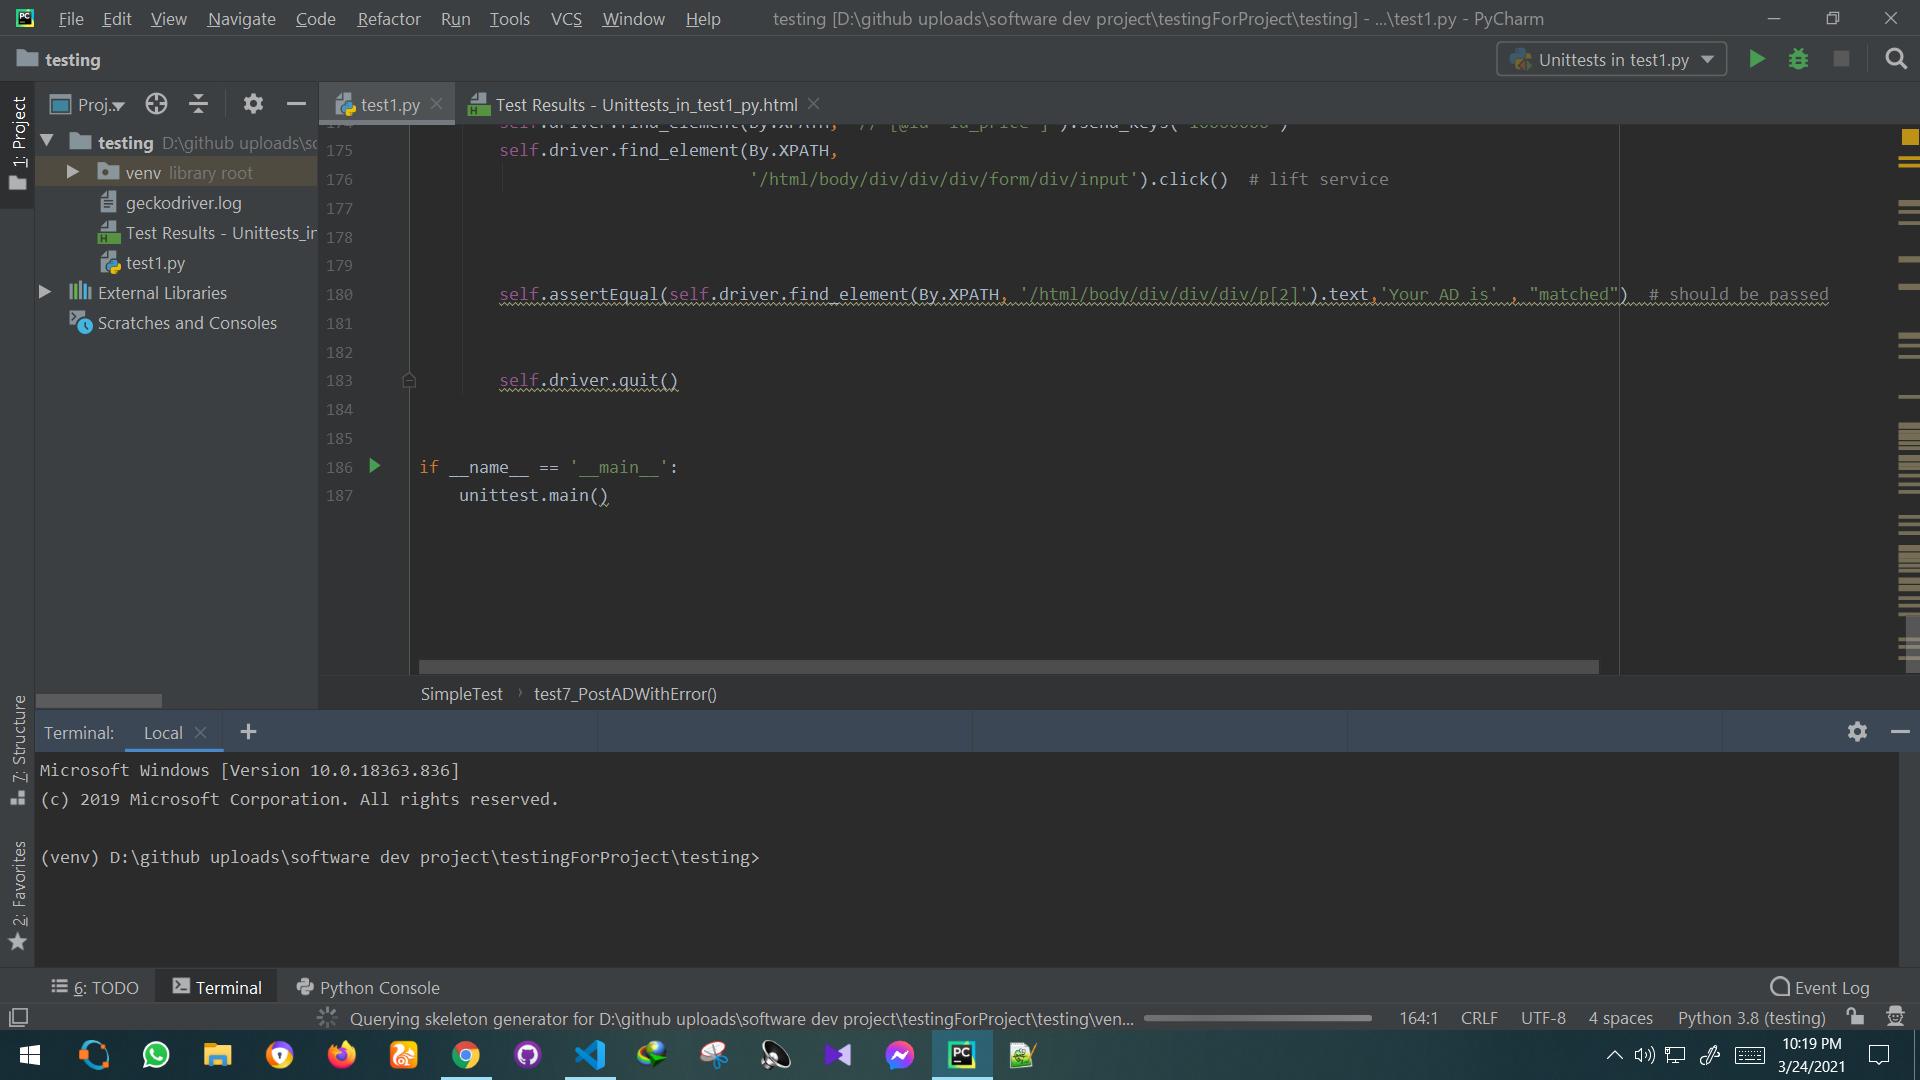 File Edit View Navigate Code Refactor Run Tools VCS Window Help testing [D:\github uploads\software dev project\testingForProject\testing] - ...\test1.py - PyCharm
testing
Unittests in test1.py
1: Project
Proj..
test1.py
Test Results - Unittests_in_test1_py.html
testing D:\github uploads\so
venv library root
geckodriver.log
Test Results - Unittests_in
test1.py
External Libraries
Scratches and Consoles
174 self.driver.find_element(By.XPATH,
175 self.driver.find_element(By.XPATH,
176 '/html/body/div/div/div/form/div/input').click() # lift service
177
178
179
180 self.assertEqual(self.driver.find_element(By.XPATH, '/html/body/div/div/div/p[2]').text,'Your AD is' , "matched") # should be passed
181
182
183 self.driver.quit()
184
185
186 if __name__ == '__main__':
187 unittest.main()
SimpleTest › test7_PostADWithError()
7: Structure
2: Favorites
Terminal: Local +
Microsoft Windows [Version 10.0.18363.836]
(c) 2019 Microsoft Corporation. All rights reserved.
(venv) D:\github uploads\software dev project\testingForProject\testing>
6: TODO Terminal Python Console Event Log
Querying skeleton generator for D:\github uploads\software dev project\testingForProject\testing\ven... 164:1 CRLF UTF-8 4 spaces Python 3.8 (testing)
PC
10:19 PM
3/24/2021